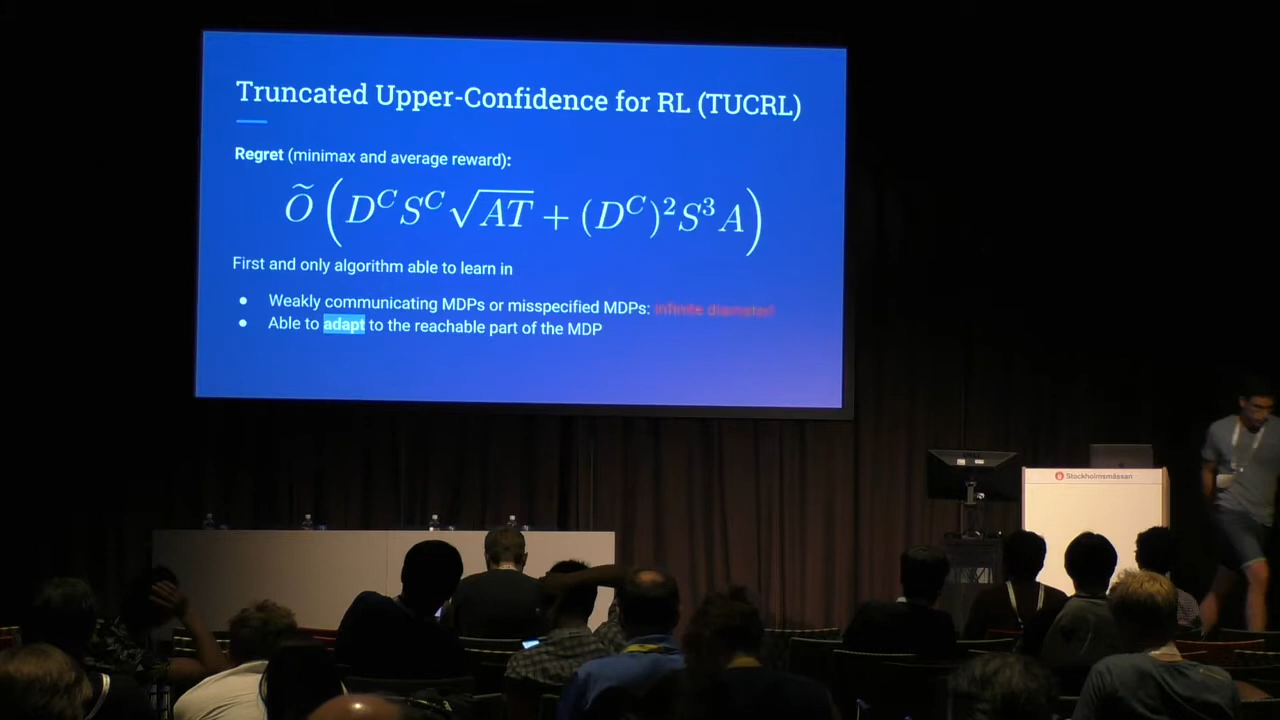 Truncated Upper-Confidence for RL (TUCRL)
Regret (minimax and average reward):
Õ (D^C S^C √AT + (D^C)^2 S^3 A)
First and only algorithm able to learn in
● Weakly communicating MDPs or misspecified MDPs: infinite diameter!
● Able to adapt to the reachable part of the MDP
Stockholmsmässan